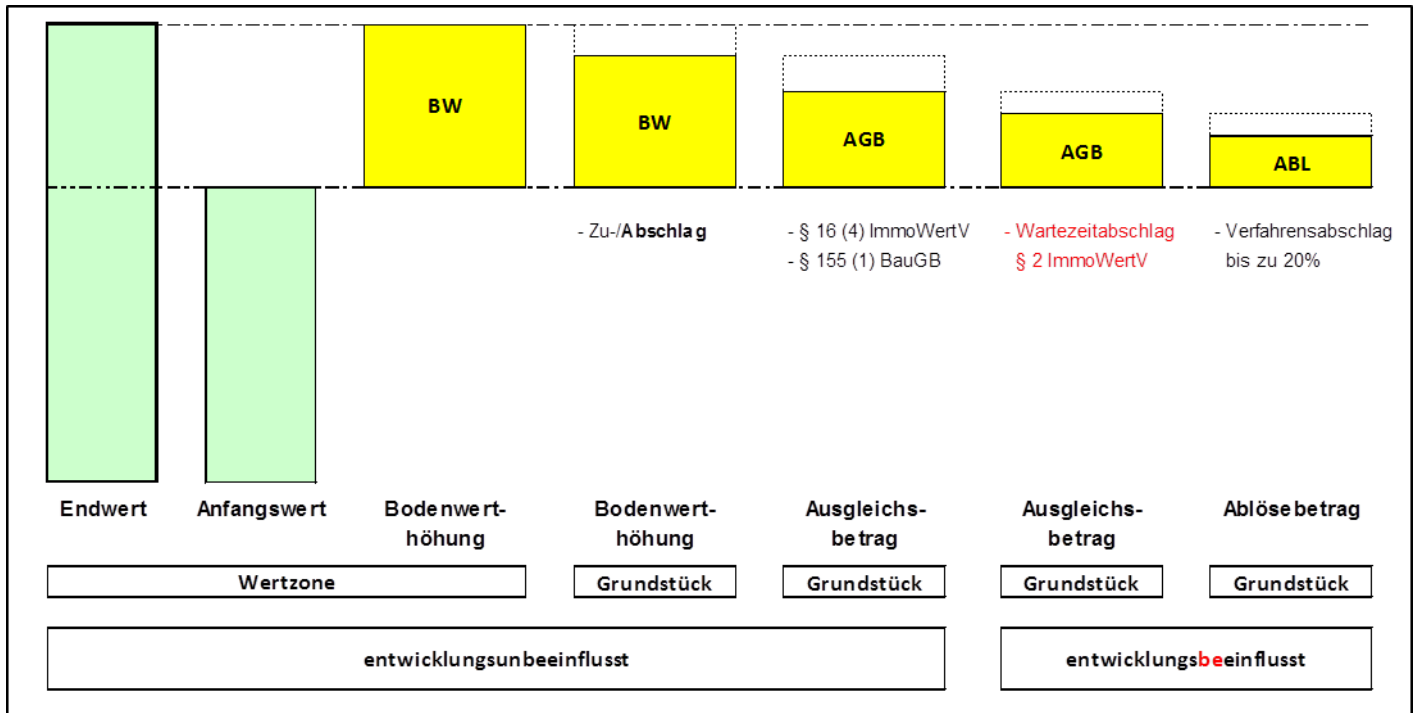 BW
BW
AGB
AGB
ABL
- Zu-/Abschlag
- § 16 (4) ImmoWertV
- § 155 (1) BauGB
- Wartezeitabschlag
§ 2 ImmoWertV
- Verfahrensabschlag
bis zu 20%
Endwert
Anfangswert
Bodenwert-
höhung
Bodenwert-
höhung
Ausgleichs-
betrag
Ausgleichs-
betrag
Ablösebetrag
Wertzone
Grundstück
Grundstück
Grundstück
Grundstück
entwicklungsunbeeinflusst
entwicklungsbeeinflusst